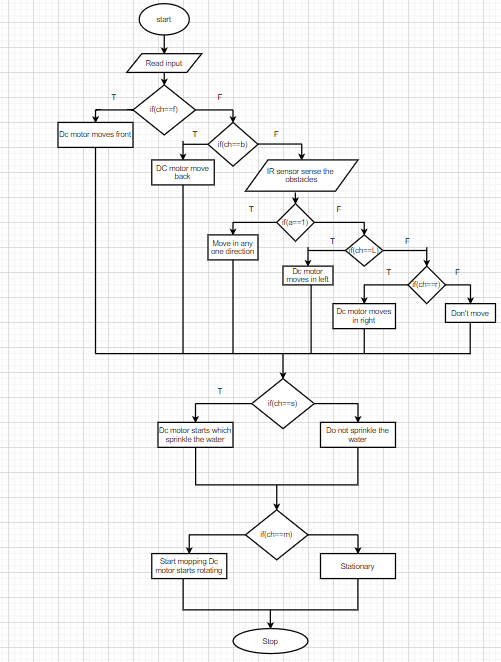 start
Read input
T
F
if(ch==f)
Dc motor moves front
T
F
if(ch==b)
DC motor move
back
IR sensor sense the
obstacles
T
F
if(a==1)
Move in any
one direction
T
F
if(ch==L)
Dc motor
moves in left
T
F
if(ch==r)
Dc motor moves
in right
Don't move
T
if(ch==s)
Dc motor starts which
sprinkle the water
Do not sprinkle the
water
if(ch==m)
Start mopping Dc
motor starts rotating
Stationary
Stop